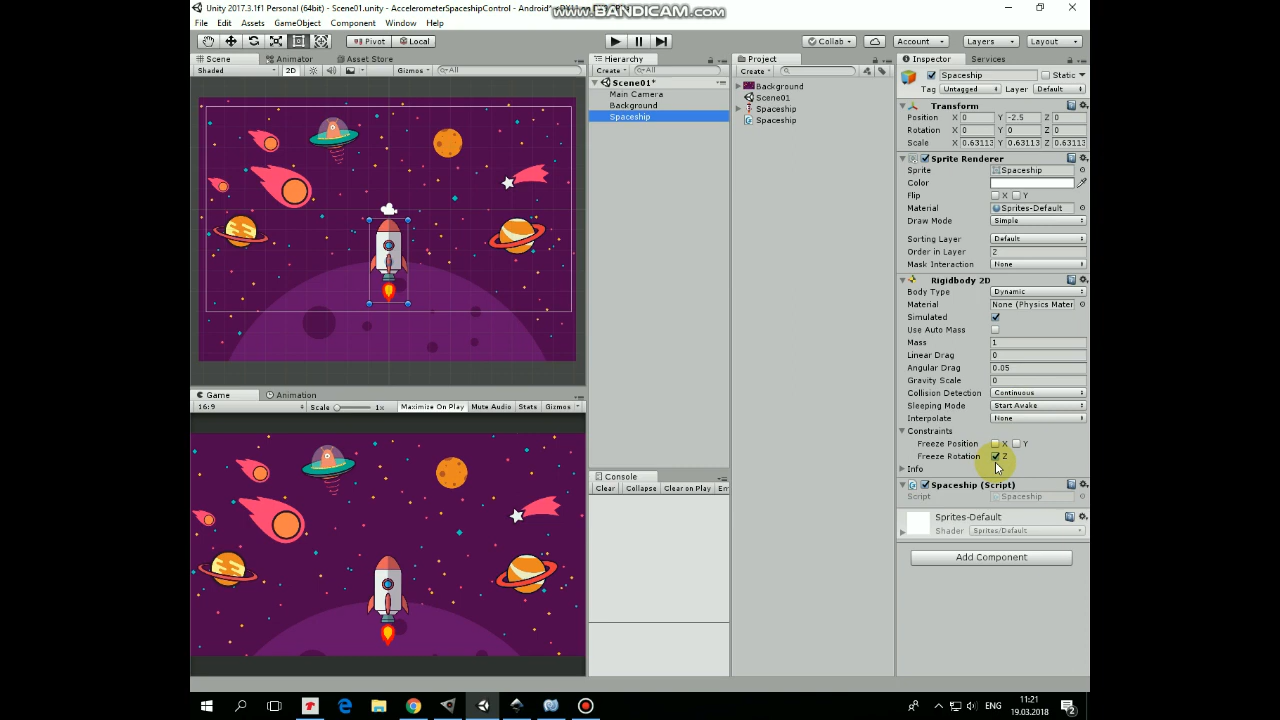 Unity 2017.3.1f1 Personal (64bit) - Scene01.unity - AccelerometerSpaceshipControl - Android*
www.BANDICAM.com
File Edit Assets GameObject Component Window Help
Pivot Local Collab Account Layers Layout
Scene Animator Asset Store
Shaded 2D Gizmos All
Hierarchy
Create All
Scene01*
Main Camera
Background
Spaceship
Project
Create
Background
Scene01
Spaceship
Spaceship
Inspector Services
Spaceship Static
Tag Untagged Layer Default
Transform
Position X 0 Y -2.5 Z 0
Rotation X 0 Y 0 Z 0
Scale X 0.63113 Y 0.63113 Z 0.63113
Sprite Renderer
Sprite Spaceship
Color
Flip X Y
Material Sprites-Default
Draw Mode Simple
Sorting Layer Default
Order in Layer 2
Mask Interaction None
Rigidbody 2D
Body Type Dynamic
Material None (Physics Mater
Simulated
Use Auto Mass
Mass 1
Linear Drag 0
Angular Drag 0.05
Gravity Scale 0
Collision Detection Continuous
Sleeping Mode Start Awake
Interpolate None
Constraints
Freeze Position X Y
Freeze Rotation Z
Info
Spaceship (Script)
Script Spaceship
Sprites-Default
Shader Sprites/Default
Add Component
Game Animation
16:9 Scale 1x Maximize On Play Mute Audio Stats Gizmos
Console
Clear Collapse Clear on Play
ENG
11:21
19.03.2018
2